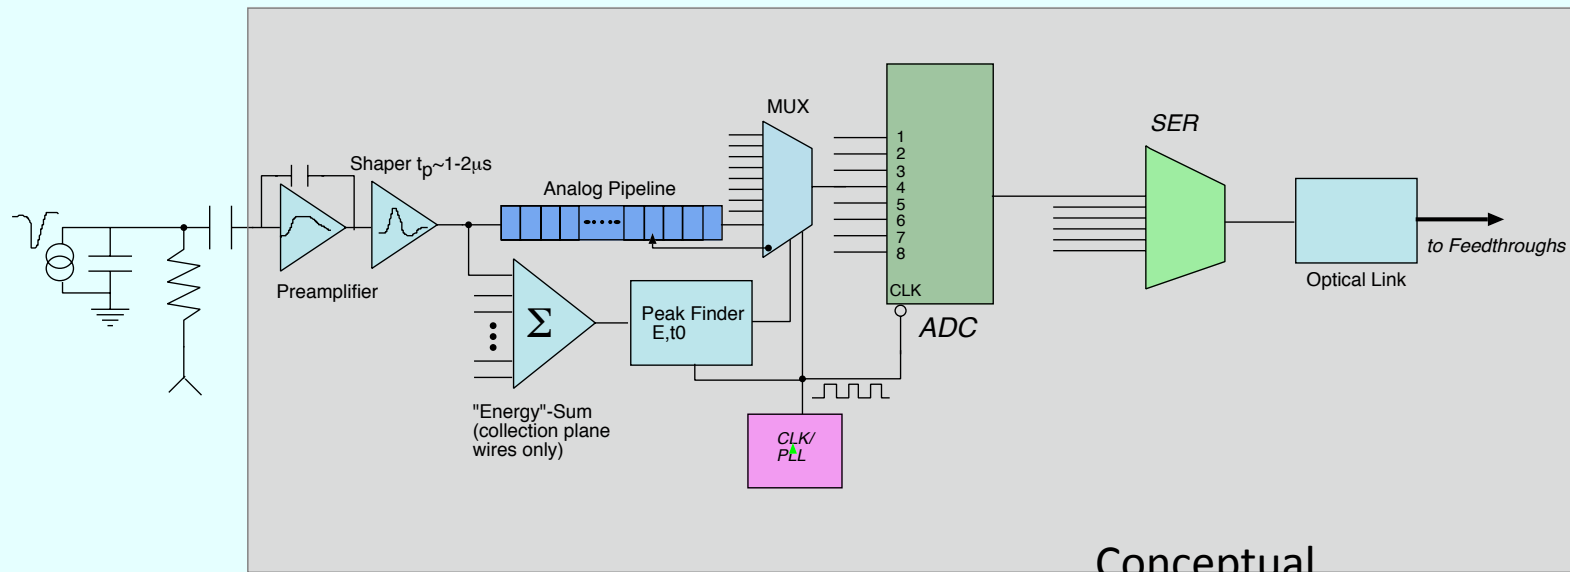 MUX
SER
Shaper tp~1-2µs
Analog Pipeline
1
2
3
4
5
6
7
8
CLK
ADC
Preamplifier
Σ
Peak Finder
E,t0
to Feedthroughs
Optical Link
"Energy"-Sum
(collection plane
wires only)
CLK/
PLL
Conceptual